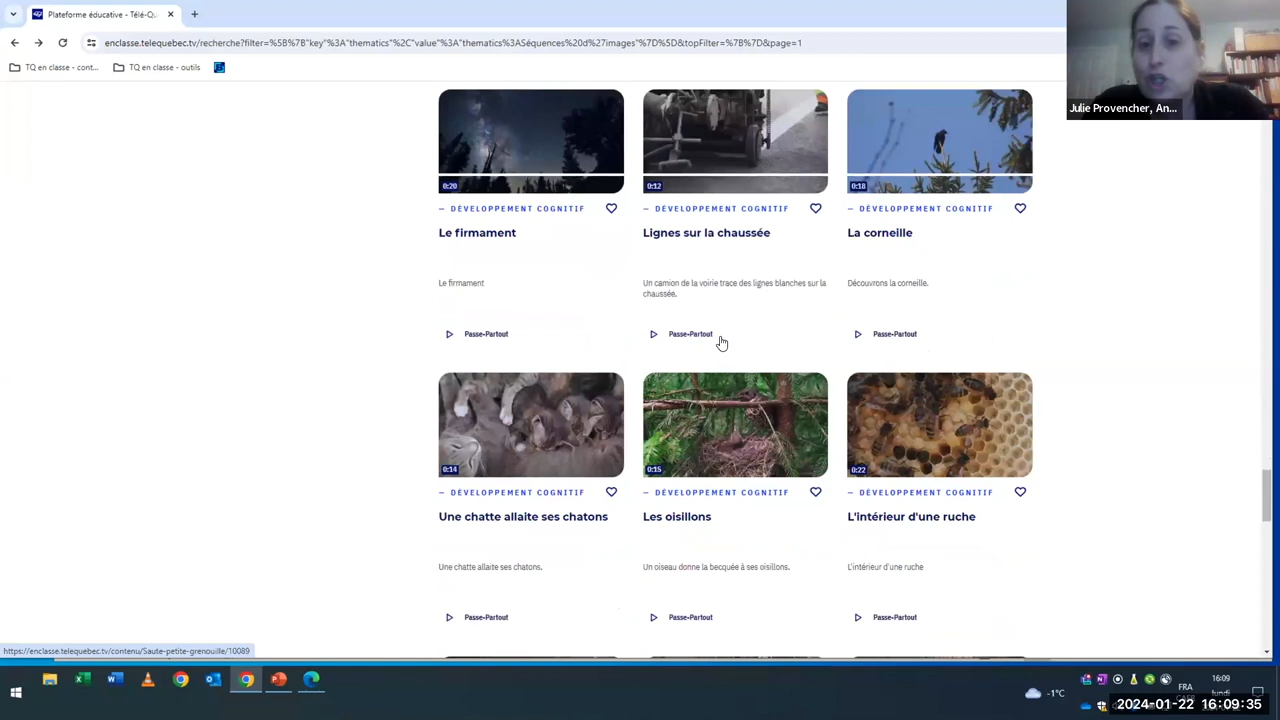 Plateforme éducative - Télé-Qu
enclasse.telequebec.tv/recherche?filter=%5B%7B"key"%3A"thematics"%2C"value"%3A"thematics%3ASéquences%20d%27images"%7D%5D&topFilter=%7B%7D&page=1
TQ en classe - cont...
TQ en classe - outils
Julie Provencher, An...
0:20
0:12
0:18
– DÉVELOPPEMENT COGNITIF
– DÉVELOPPEMENT COGNITIF
– DÉVELOPPEMENT COGNITIF
Le firmament
Lignes sur la chaussée
La corneille
Le firmament
Un camion de la voirie trace des lignes blanches sur la
chaussée.
Découvrons la corneille.
Passe-Partout
Passe-Partout
Passe-Partout
0:14
0:15
0:22
– DÉVELOPPEMENT COGNITIF
– DÉVELOPPEMENT COGNITIF
– DÉVELOPPEMENT COGNITIF
Une chatte allaite ses chatons
Les oisillons
L'intérieur d'une ruche
Une chatte allaite ses chatons.
Un oiseau donne la becquée à ses oisillons.
L'intérieur d'une ruche
Passe-Partout
Passe-Partout
Passe-Partout
https://enclasse.telequebec.tv/contenu/Saute-petite-grenouille/10089
-1°C
FRA
CAFR
16:09
lundi
2024-01-22 16:09:35